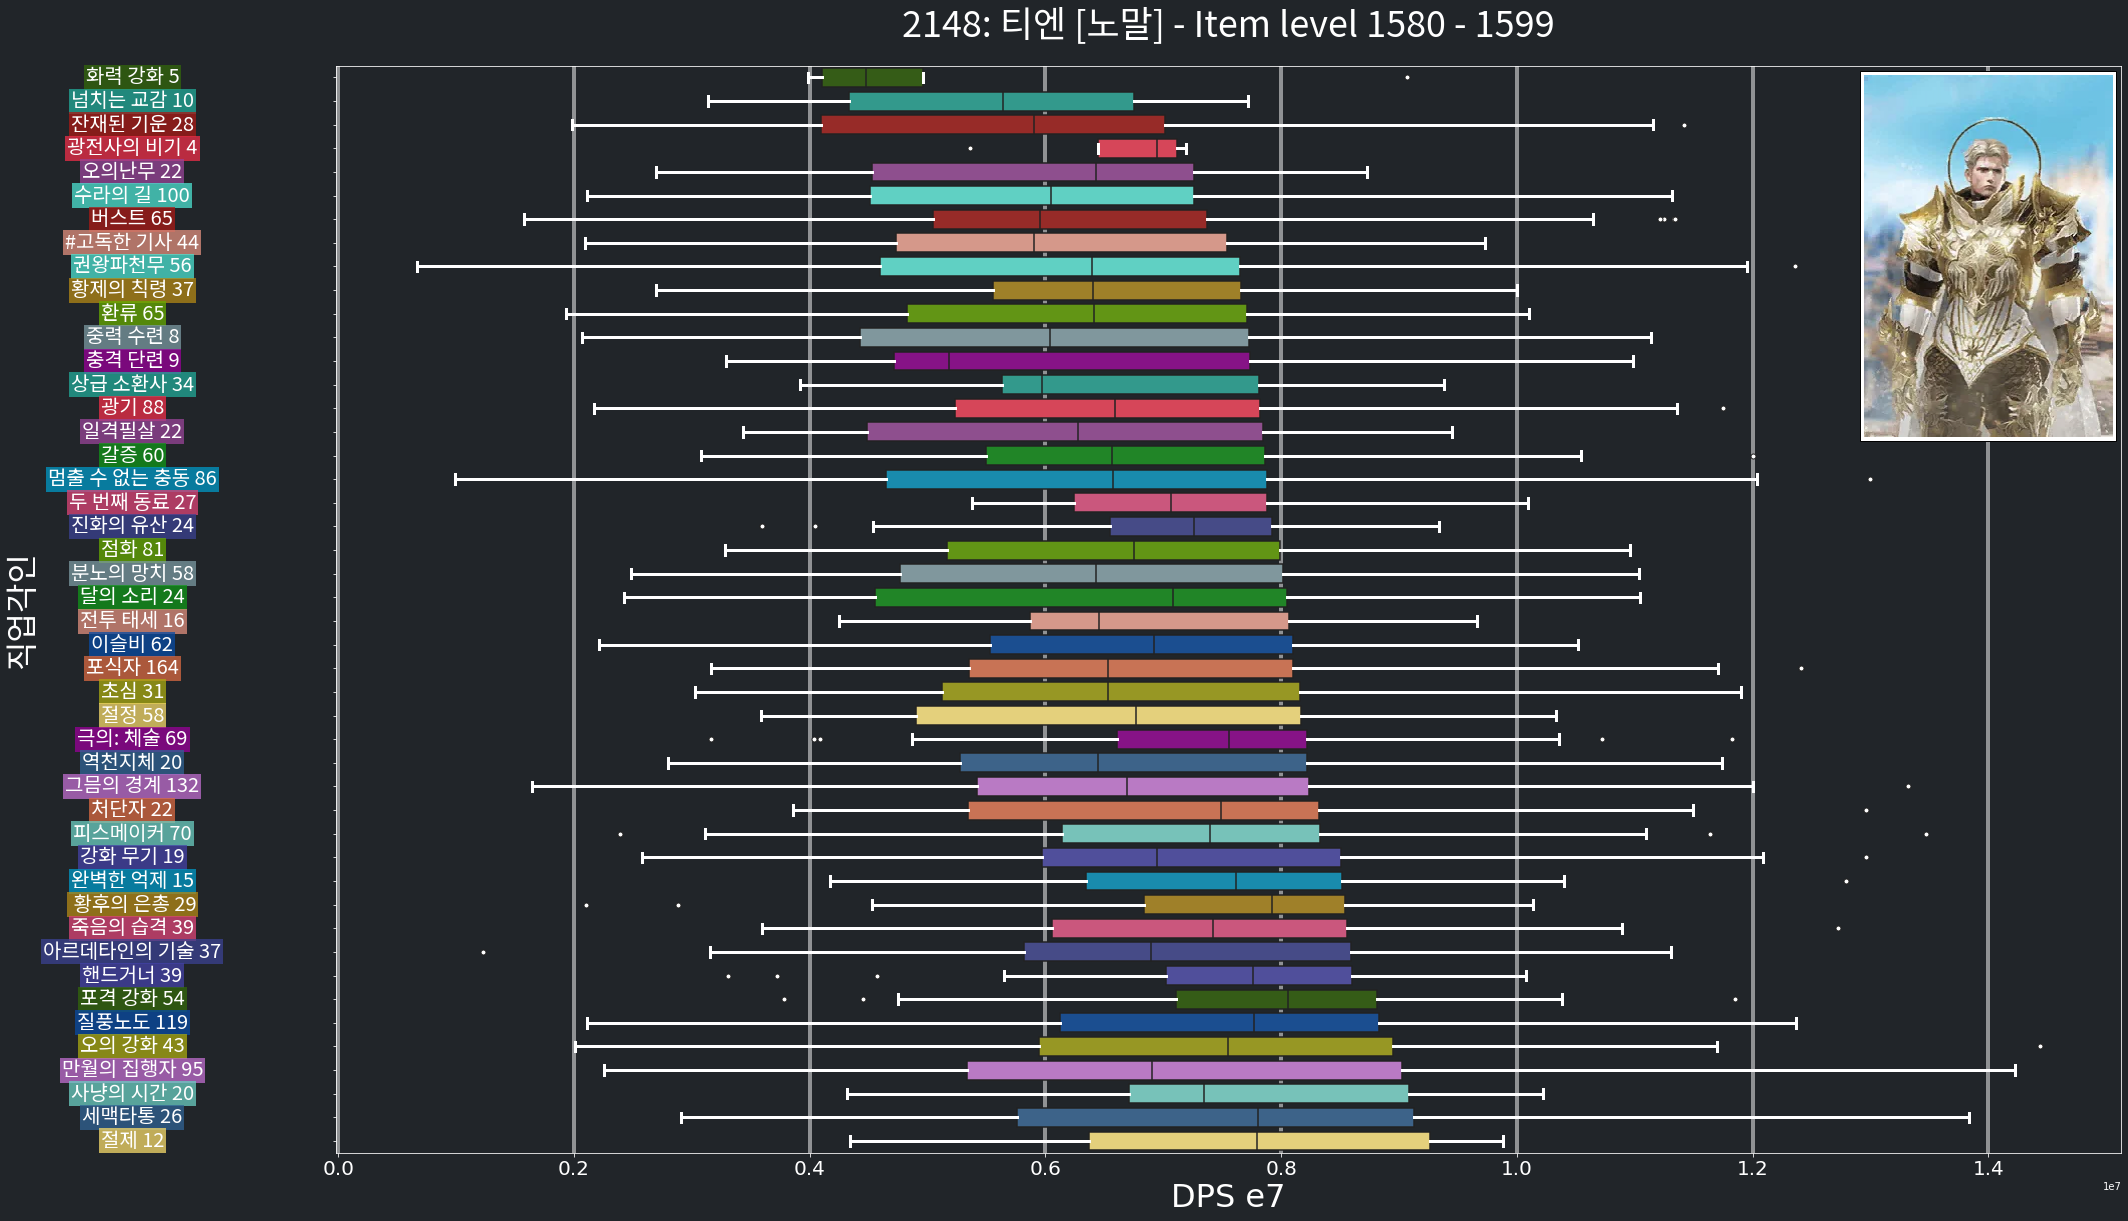 2148: 티엔 [노말] - Item level 1580 - 1599
화력 강화 5
넘치는 교감 10
잔재된 기운 28
광전사의 비기 4
오의난무 22
수라의 길 100
버스트 65
#고독한 기사 44
권왕파천무 56
황제의 칙령 37
환류 65
중력 수련 8
충격 단련 9
상급 소환사 34
광기 88
일격필살 22
갈증 60
멈출 수 없는 충동 86
두 번째 동료 27
진화의 유산 24
점화 81
분노의 망치 58
달의 소리 24
전투 태세 16
이슬비 62
포식자 164
초심 31
절정 58
극의: 체술 69
역천지체 20
그믐의 경계 132
처단자 22
피스메이커 70
강화 무기 19
완벽한 억제 15
황후의 은총 29
죽음의 습격 39
아르데타인의 기술 37
핸드거너 39
포격 강화 54
질풍노도 119
오의 강화 43
만월의 집행자 95
사냥의 시간 20
세맥타통 26
절제 12
직업각인
0.0 0.2 0.4 0.6 0.8 1.0 1.2 1.4
1e7
DPS e7